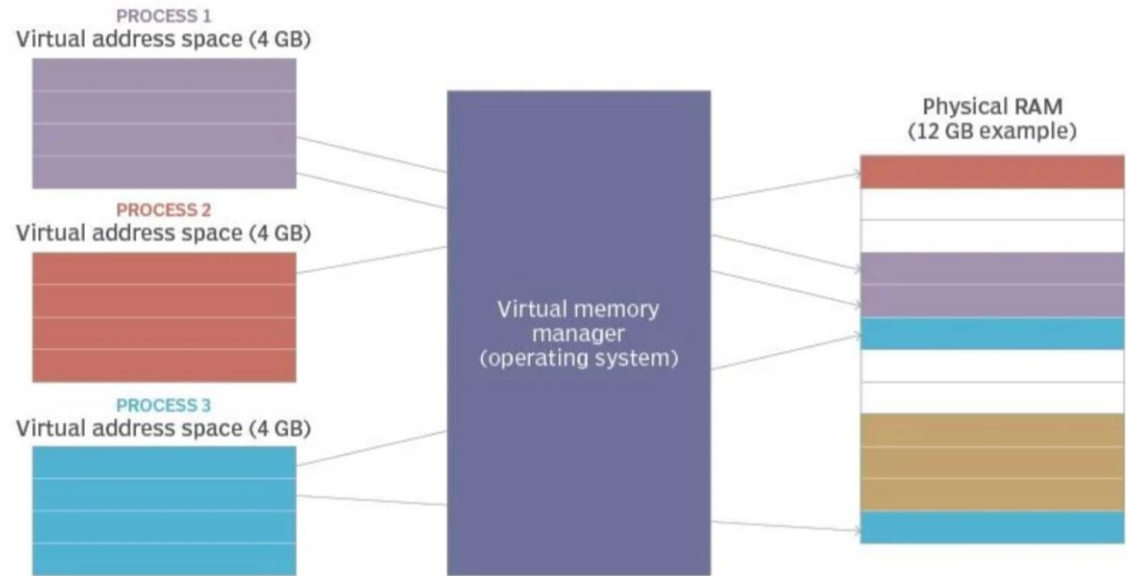 PROCESS 1
Virtual address space (4 GB)
PROCESS 2
Virtual address space (4 GB)
PROCESS 3
Virtual address space (4 GB)
Virtual memory
manager
(operating system)
Physical RAM
(12 GB example)